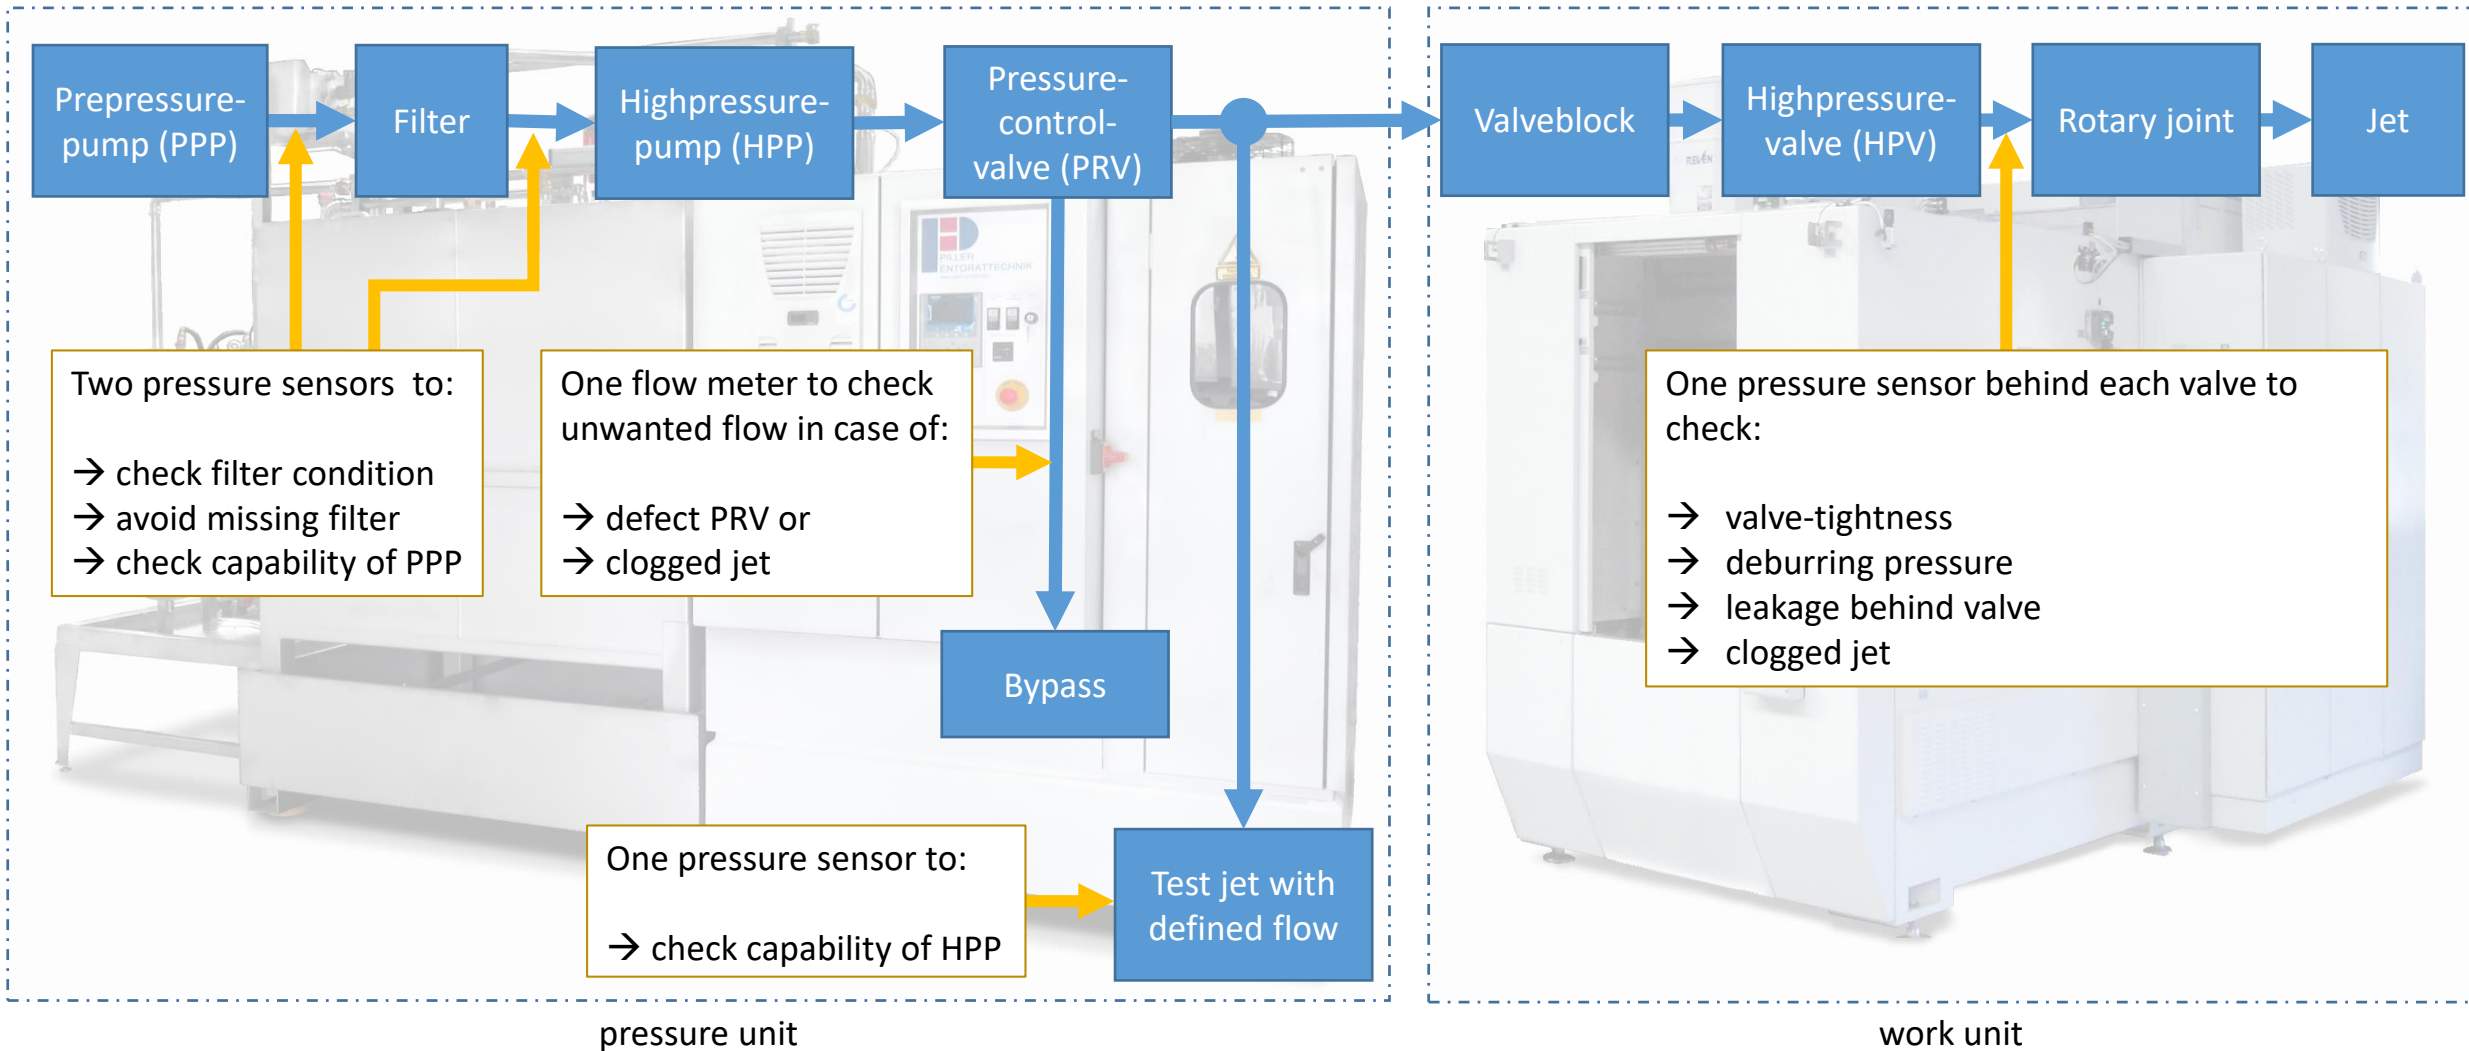 Prepressure-
pump (PPP)
Filter
Highpressure-
pump (HPP)
Pressure-
control-
valve (PRV)
Valveblock
Highpressure-
valve (HPV)
Rotary joint
Jet
REVEN
PILLER
ENTGRATTECHNIK
Two pressure sensors to:
→ check filter condition
→ avoid missing filter
→ check capability of PPP
One flow meter to check
unwanted flow in case of:
→ defect PRV or
→ clogged jet
One pressure sensor behind each valve to
check:
→ valve-tightness
→ deburring pressure
→ leakage behind valve
→ clogged jet
Bypass
One pressure sensor to:
→ check capability of HPP
Test jet with
defined flow
pressure unit
work unit